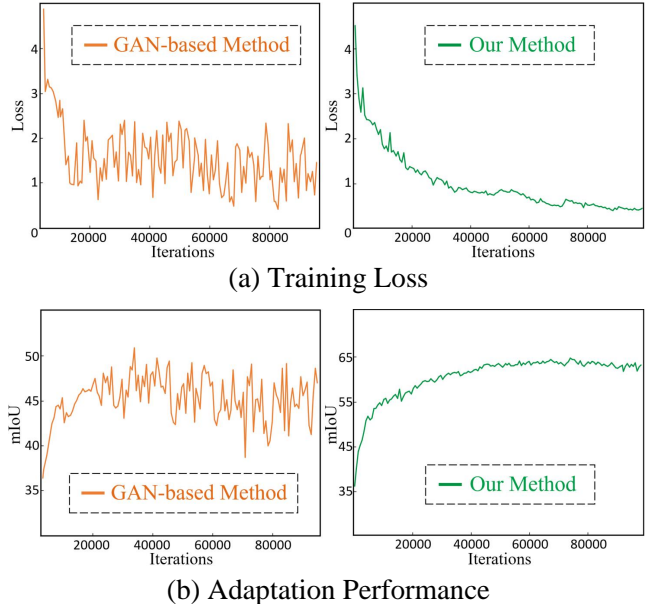 4
3
2
1
0
Loss
GAN-based Method
20000 40000 60000 80000
Iterations
4
3
2
1
0
Loss
Our Method
20000 40000 60000 80000
Iterations
(a) Training Loss
50
45
40
35
mIoU
GAN-based Method
20000 40000 60000 80000
Iterations
65
55
45
35
mIoU
Our Method
20000 40000 60000 80000
Iterations
(b) Adaptation Performance